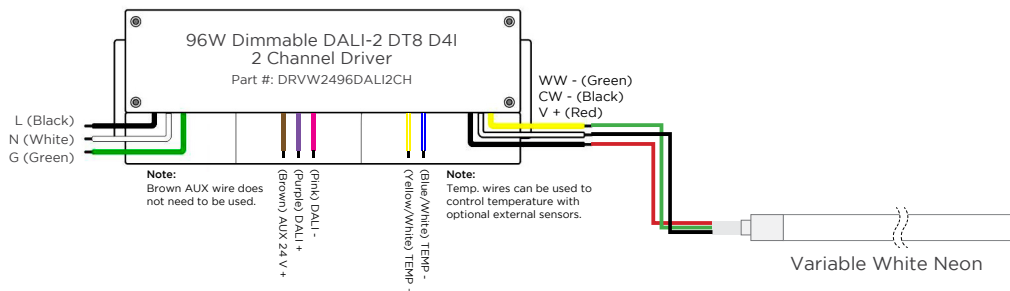 96W Dimmable DALI-2 DT8 D4I
2 Channel Driver
Part #: DRVW2496DALI2CH
WW - (Green)
CW - (Black)
V + (Red)
L (Black)
N (White)
G (Green)
Note:
Brown AUX wire does
not need to be used.
(Brown) AUX 24 V +
(Purple) DALI +
(Pink) DALI -
(Yellow/White) TEMP -
(Blue/White) TEMP -
Note:
Temp. wires can be used to
control temperature with
optional external sensors.
Variable White Neon